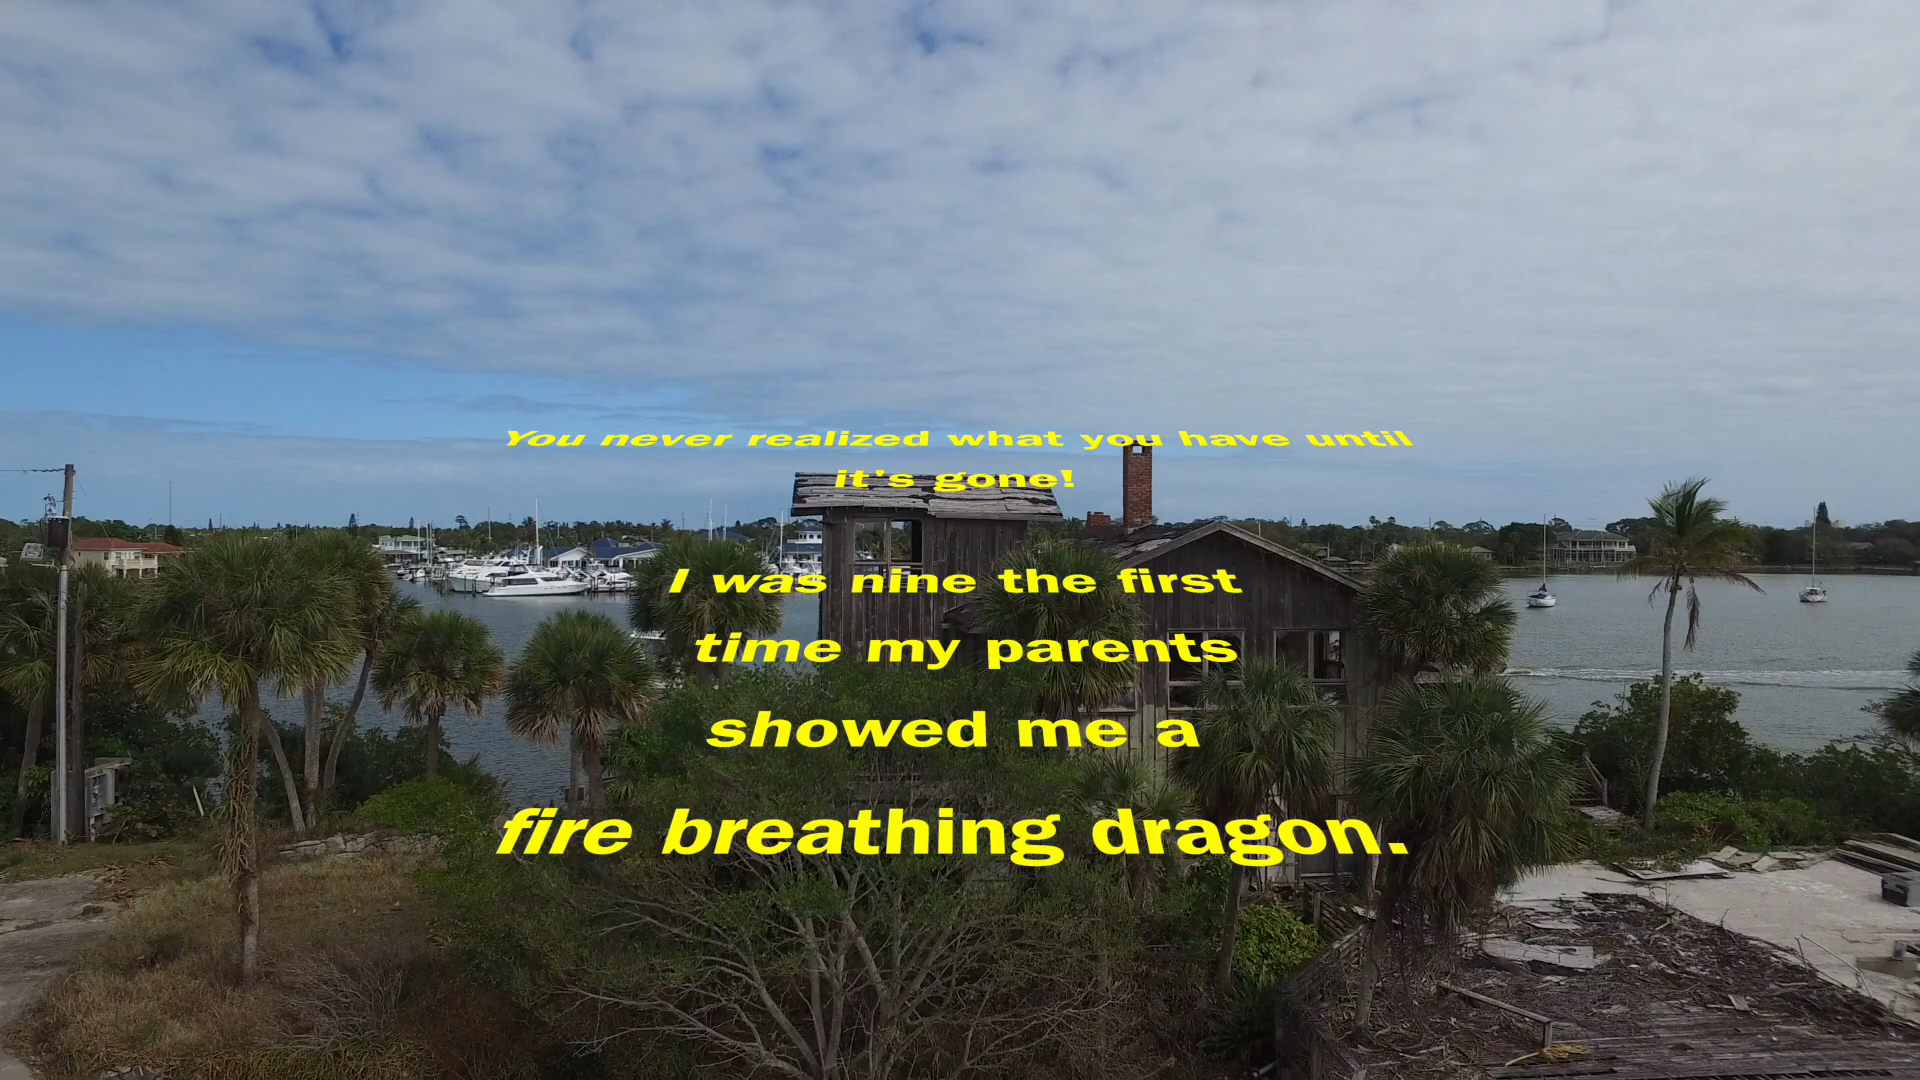 You never realized what you have until
it's gone!
I was nine the first
time my parents
showed me a
fire breathing dragon.